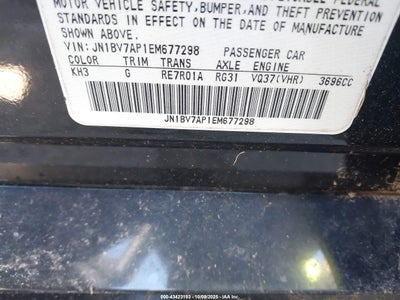 MOTOR VEHICLE SAFETY, BUMPER, AND THEFT PREVENTION
STANDARDS IN EFFECT ON THE DATE OF MANUFACTURE
SHOWN ABOVE.
VIN: JN1BV7AP1EM677298 PASSENGER CAR
COLOR TRIM TRANS AXLE ENGINE
KH3 G RE7R01A RG31 VQ37(VHR) 3696CC
JN1BV7AP1EM677298
000-43423193 - 10/09/2025 - IAA Inc.